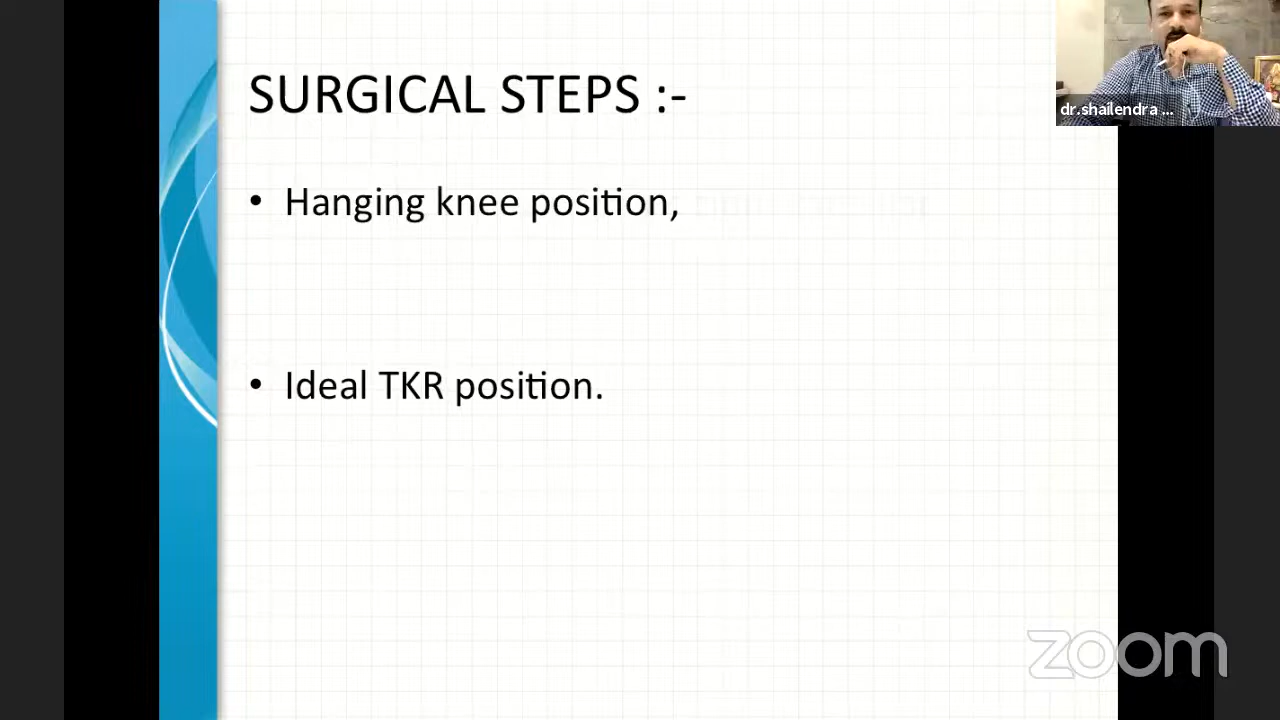 SURGICAL STEPS :-
dr.shailendra ...
• Hanging knee position,
• Ideal TKR position.
zoom